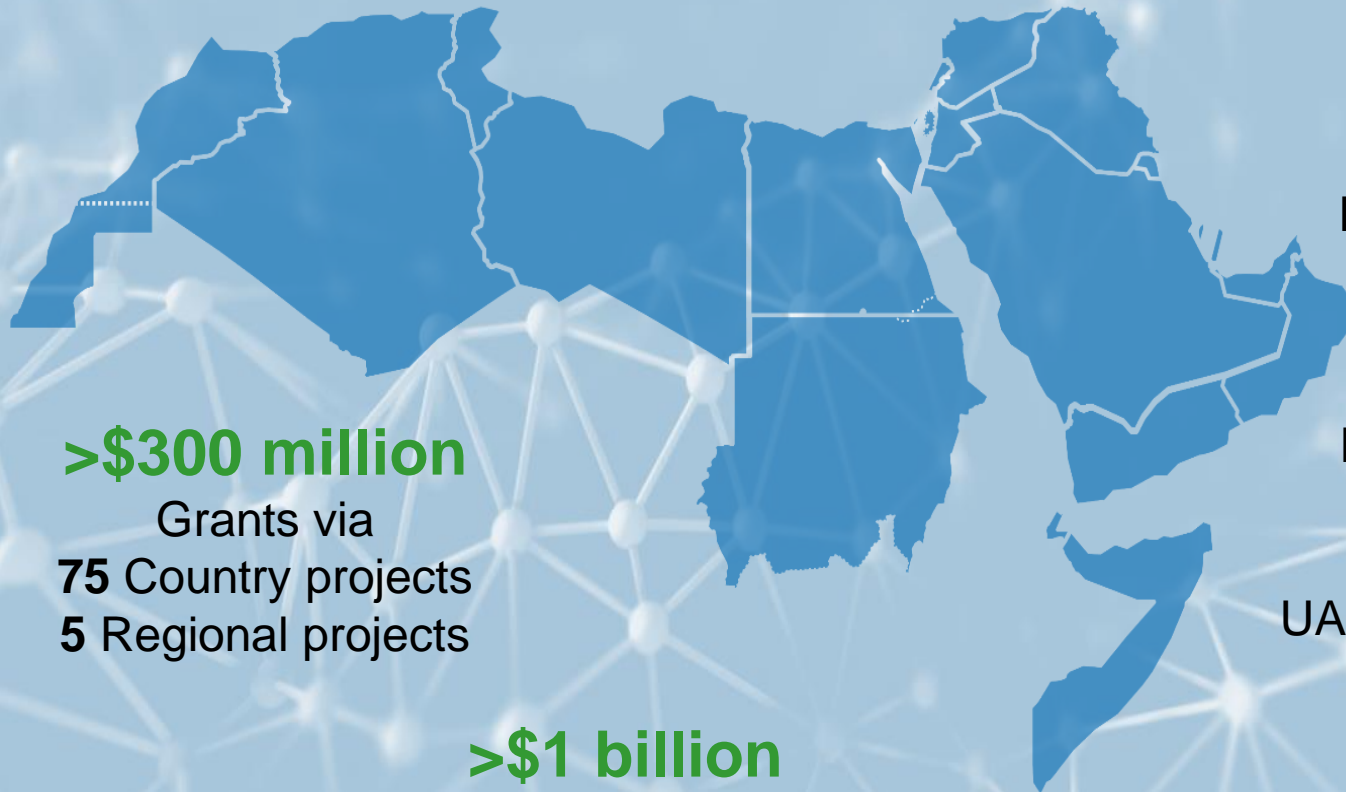 >$300 million
Grants via
75 Country projects
5 Regional projects
UA
>$1 billion